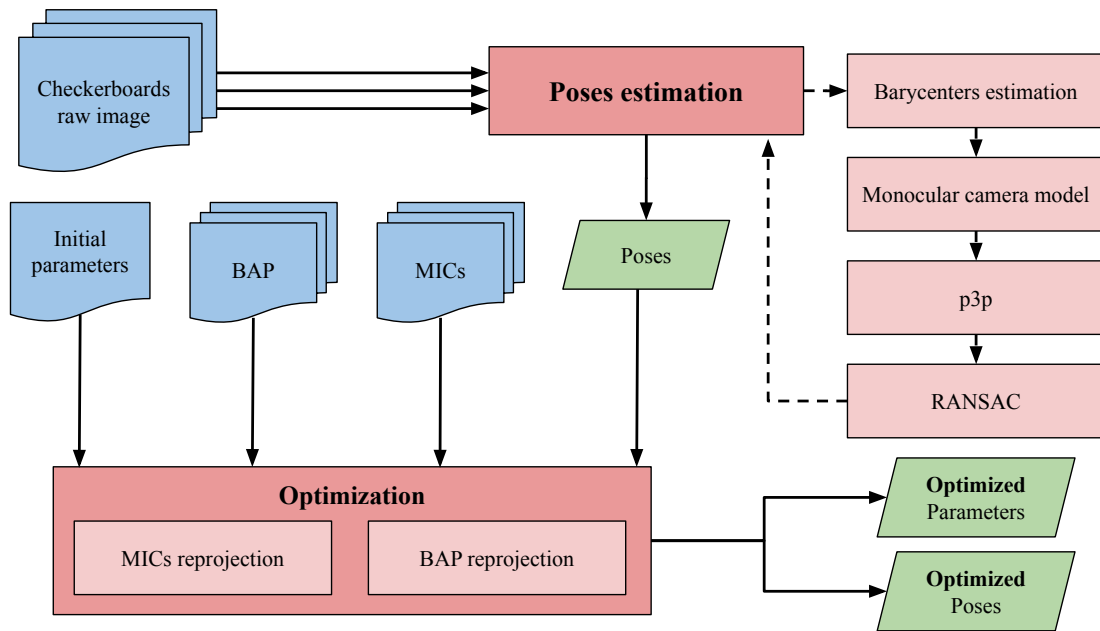 Checkerboards
raw image
Poses estimation
Barycenters estimation
Monocular camera model
p3p
RANSAC
Initial
parameters
BAP
MICs
Poses
Optimization
MICs reprojection
BAP reprojection
Optimized
Parameters
Optimized
Poses